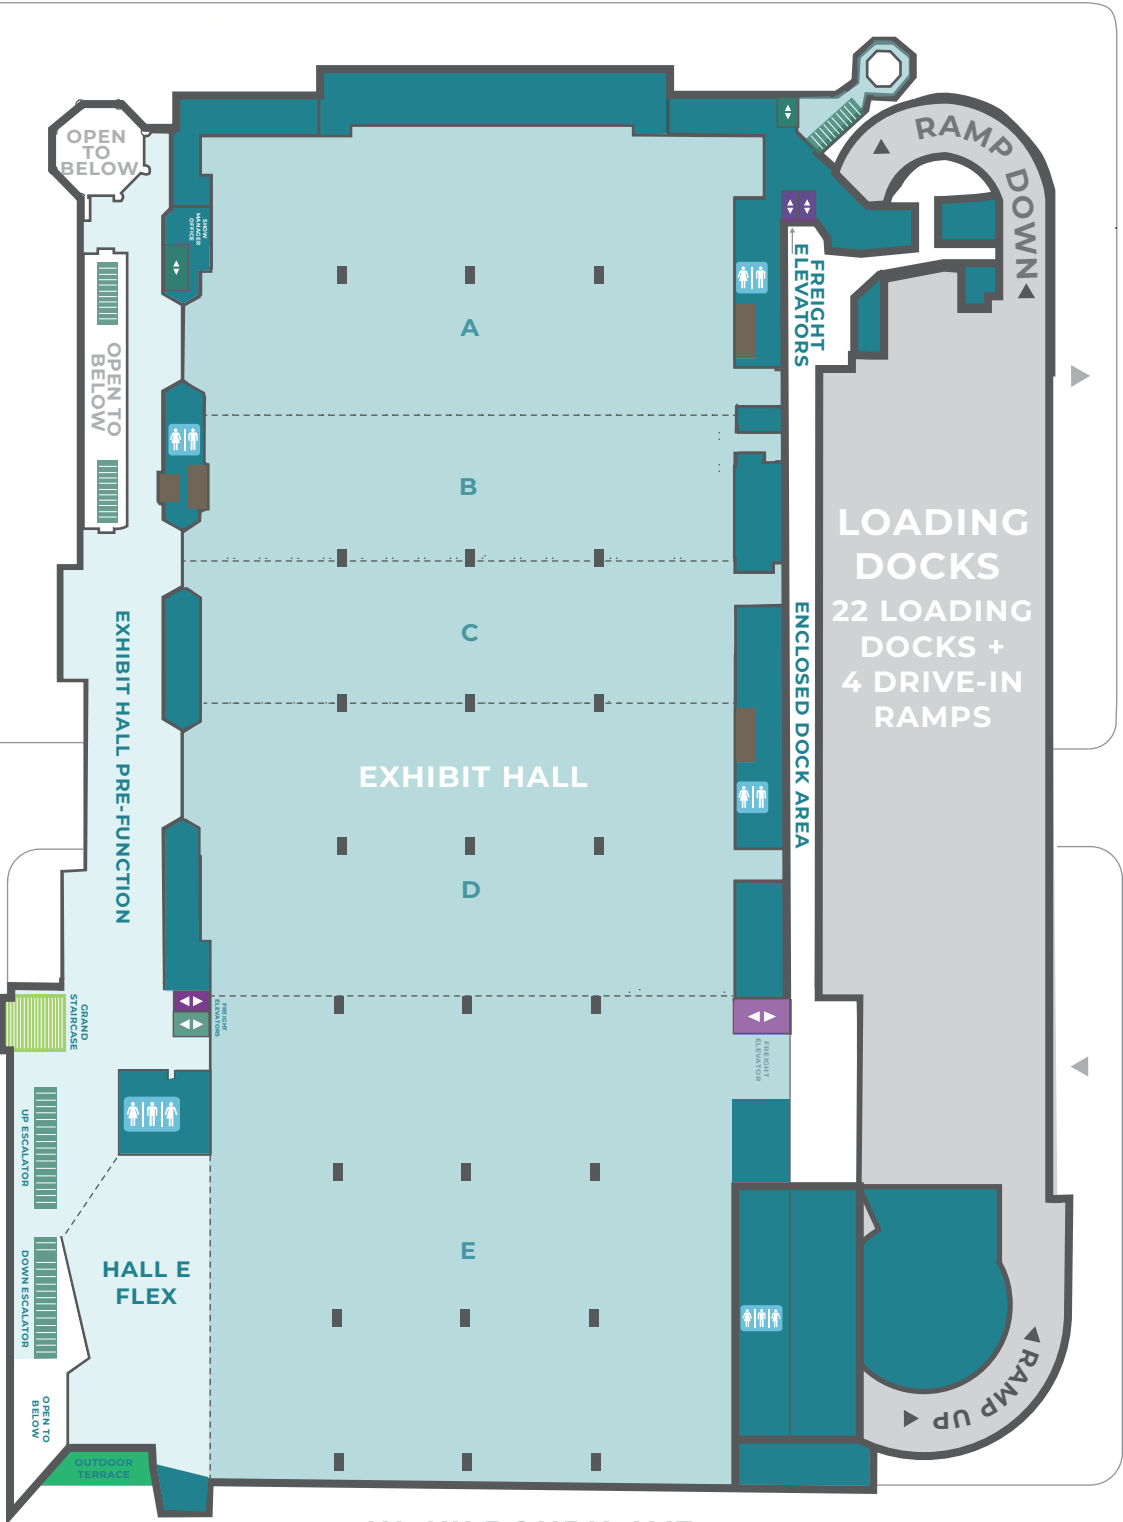 OPEN
TO
BELOW
RAMP DOWN
SHOW
MANAGER
OFFICE
FREIGHT
ELEVATORS
A
OPEN TO
BELOW
B
LOADING
DOCKS
22 LOADING
DOCKS +
4 DRIVE-IN
RAMPS
C
EXHIBIT HALL PRE-FUNCTION
ENCLOSED DOCK AREA
EXHIBIT HALL
D
GRAND
STAIRCASE
FREIGHT
ELEVATORS
FREIGHT
ELEVATOR
UP ESCALATOR
E
HALL E
FLEX
DOWN ESCALATOR
RAMP UP
OPEN TO
BELOW
OUTDOOR
TERRACE